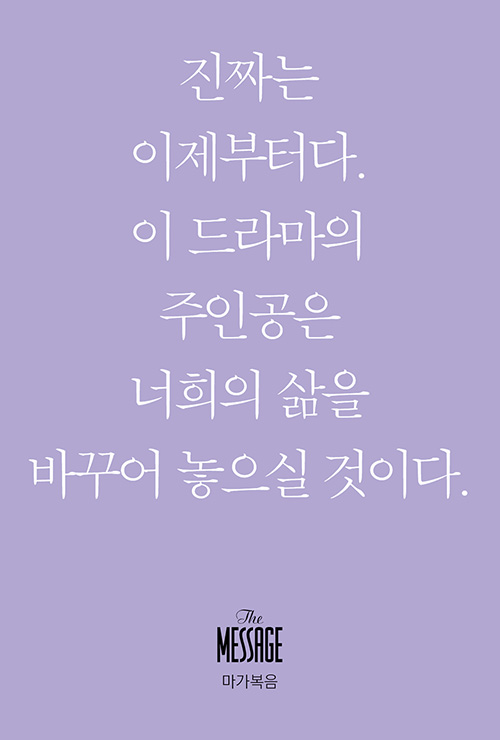 진짜는
이제부터다.
이 드라마의
주인공은
너희의 삶을
바꾸어 놓으실 것이다.
The
MESSAGE
마가복음